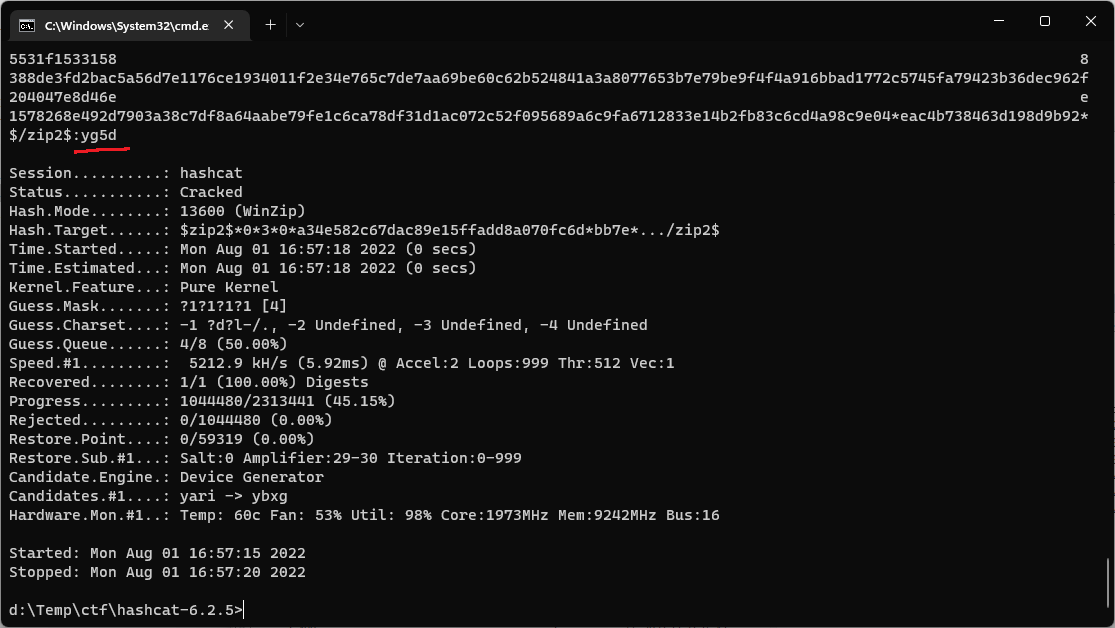 C:\Windows\System32\cmd.e
5531f1533158 8
388de3fd2bac5a56d7e1176ce1934011f2e34e765c7de7aa69be60c62b524841a3a8077653b7e79be9f4f4a916bbad1772c5745fa79423b36dec962f
204047e8d46e e
1578268e492d7903a38c7df8a64aabe79fe1c6ca78df31d1ac072c52f095689a6c9fa6712833e14b2fb83c6cd4a98c9e04*eac4b738463d198d9b92*
$/zip2$:yg5d
Session..........: hashcat
Status...........: Cracked
Hash.Mode........: 13600 (WinZip)
Hash.Target......: $zip2$*0*3*0*a34e582c67dac89e15ffadd8a070fc6d*bb7e*.../zip2$
Time.Started.....: Mon Aug 01 16:57:18 2022 (0 secs)
Time.Estimated...: Mon Aug 01 16:57:18 2022 (0 secs)
Kernel.Feature...: Pure Kernel
Guess.Mask.......: ?1?1?1?1 [4]
Guess.Charset....: -1 ?d?l-/., -2 Undefined, -3 Undefined, -4 Undefined
Guess.Queue......: 4/8 (50.00%)
Speed.#1.........:  5212.9 kH/s (5.92ms) @ Accel:2 Loops:999 Thr:512 Vec:1
Recovered........: 1/1 (100.00%) Digests
Progress.........: 1044480/2313441 (45.15%)
Rejected.........: 0/1044480 (0.00%)
Restore.Point....: 0/59319 (0.00%)
Restore.Sub.#1...: Salt:0 Amplifier:29-30 Iteration:0-999
Candidate.Engine.: Device Generator
Candidates.#1....: yari -> ybxg
Hardware.Mon.#1..: Temp: 60c Fan: 53% Util: 98% Core:1973MHz Mem:9242MHz Bus:16
Started: Mon Aug 01 16:57:15 2022
Stopped: Mon Aug 01 16:57:20 2022
d:\Temp\ctf\hashcat-6.2.5>